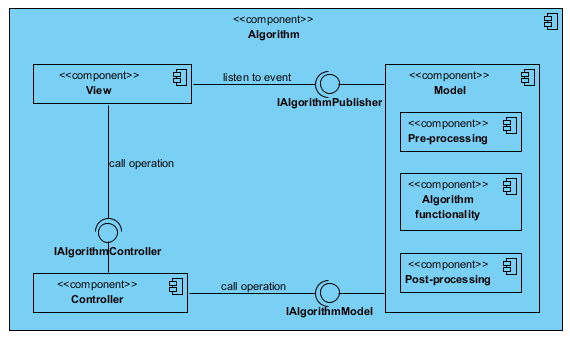 <<component>>
Algorithm
<<component>>
View
listen to event
IAlgorithmPublisher
<<component>>
Model
<<component>>
Pre-processing
call operation
<<component>>
Algorithm
functionality
IAlgorithmController
<<component>>
Controller
call operation
IAlgorithmModel
<<component>>
Post-processing